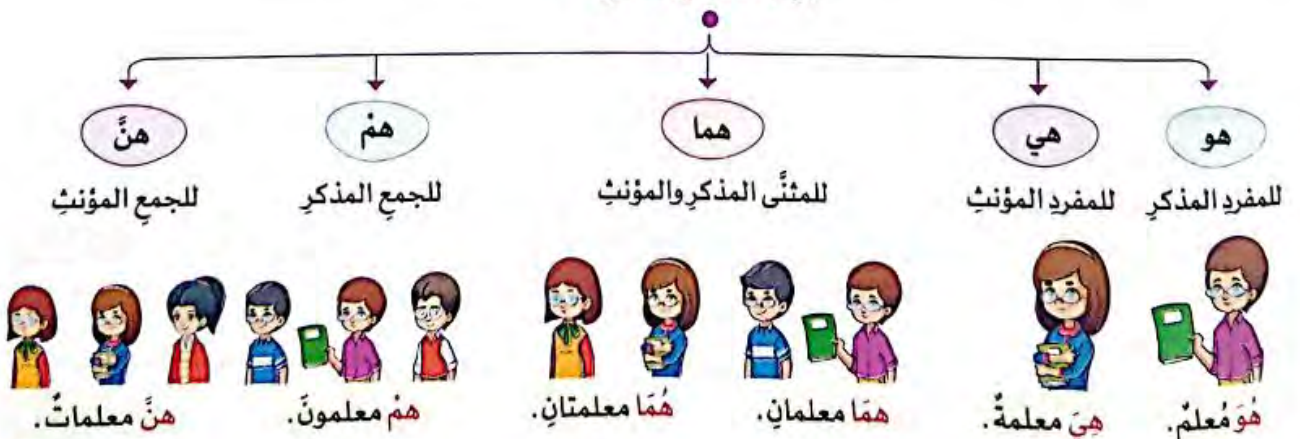 هو هي هما همْ هنَّ
للمفردِ المذكرِ للمفردِ المؤنثِ للمثنَّى المذكرِ والمؤنثِ للجمعِ المذكرِ للجمعِ المؤنثِ
هُوَ مُعلمٌ. هِيَ معلمةٌ. همَا معلمانِ. هُمَا معلمتانِ. همْ معلمونَ. هنَّ معلماتٌ.